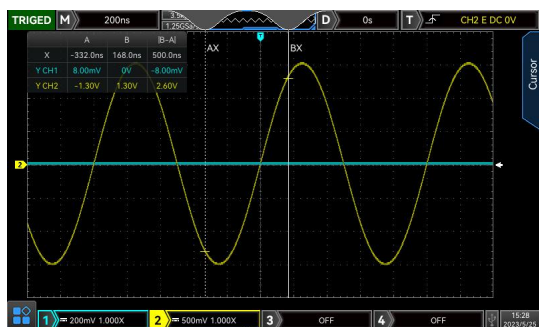 TRIGED M 200ns D 0s T CH2 E DC 0V
1.25GSa
A B |B-A|
X -332.0ns 168.0ns 500.0ns
Y CH1 8.00mV 0V -8.00mV
Y CH2 -1.30V 1.30V 2.60V
AX BX
T
Cursor
2
1 200mV 1.000X 2 500mV 1.000X 3 OFF 4 OFF 15:28
2023/5/25